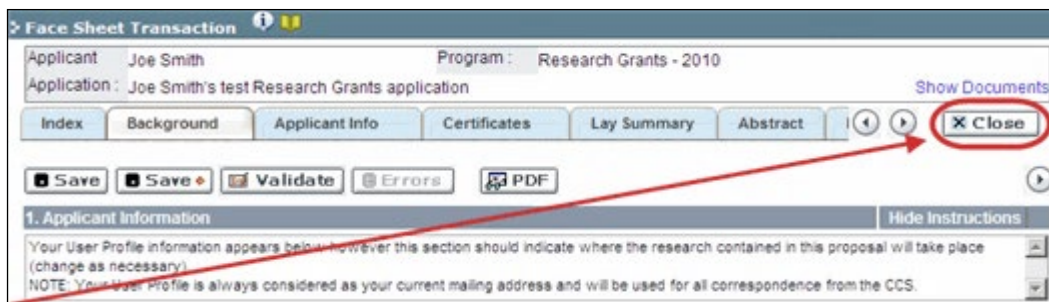 Face Sheet Transaction
Applicant Joe Smith Program : Research Grants - 2010
Application : Joe Smith's test Research Grants application Show Documents
Index Background Applicant Info Certificates Lay Summary Abstract Close
Save Save Validate Errors PDF
1. Applicant Information Hide Instructions
Your User Profile information appears below however this section should indicate where the research contained in this proposal will take place
(change as necessary)
NOTE: Your User Profile is always considered as your current mailing address and will be used for all correspondence from the CCS.